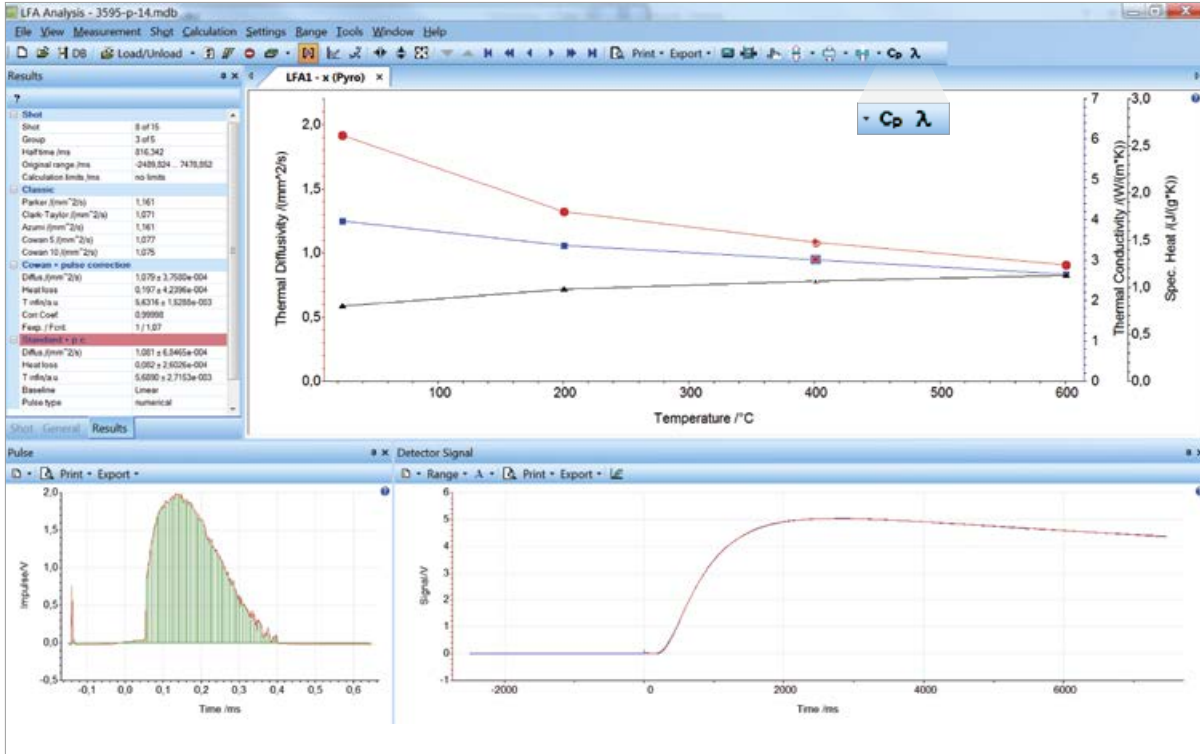 LFA Analysis - 3595-p-14.mdb
File View Measurement Shot Calculation Settings Range Tools Window Help
DB Load/Unload Print Export Cp λ
Results
LFA1 - x (Pyro) ×
?
Shot
Shot 8 of 15
Group 3 of 5
Halftime /ms 816,342
Original range /ms -2489,824 ... 7470,952
Calculation limits /ms no limits
Classic
Parker /(mm^2/s) 1,161
Clark-Taylor /(mm^2/s) 1,071
Azumi /(mm^2/s) 1,161
Cowan 5 /(mm^2/s) 1,077
Cowan 10 /(mm^2/s) 1,075
Cowan + pulse correction
Diffus./(mm^2/s) 1,079 ± 3,7500e-004
Heat loss 0,197 ± 4,2396e-004
T infin/a.u 5,6316 ± 1,5288e-003
Corr.Coef. 0,99998
Fexp. / Fcrit. 1 / 1,07
Standard + p.c.
Diffus./(mm^2/s) 1,081 ± 6,8465e-004
Heat loss 0,082 ± 2,6026e-004
T infin/a.u 5,6890 ± 2,7153e-003
Baseline Linear
Pulse type numerical
Shot General Results
Cp λ
Thermal Diffusivity /(mm^2/s)
2,0
1,5
1,0
0,5
0,0
100 200 300 400 500 600
Temperature /°C
7
6
5
4
3
2
1
0
Thermal Conductivity /(W/(m*K))
3,0
2,5
2,0
1,5
1,0
0,5
0,0
Spec. Heat /(J/(g*K))
Pulse
Print Export
Impulse/V
2,0
1,5
1,0
0,5
0,0
-0,5
-0,1 0,0 0,1 0,2 0,3 0,4 0,5 0,6
Time /ms
Detector Signal
Range A Print Export
Signal/V
6
5
4
3
2
1
0
-1
-2000 0 2000 4000 6000
Time /ms